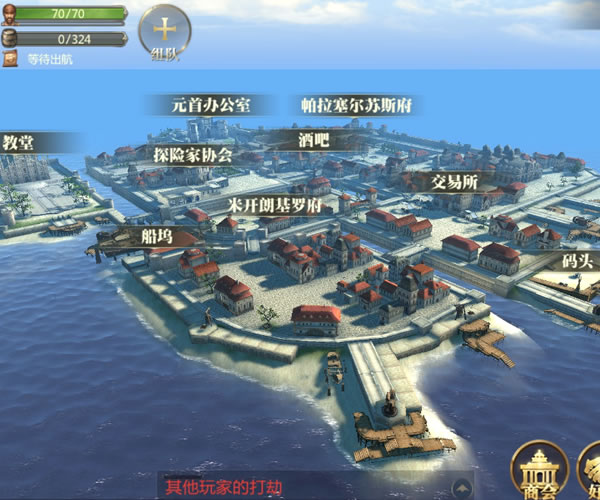 70/70
0/324
等待出航
组队
元首办公室
帕拉塞尔苏斯府
教堂
酒吧
探险家协会
交易所
米开朗基罗府
船坞
码头
其他玩家的打劫
商会
好